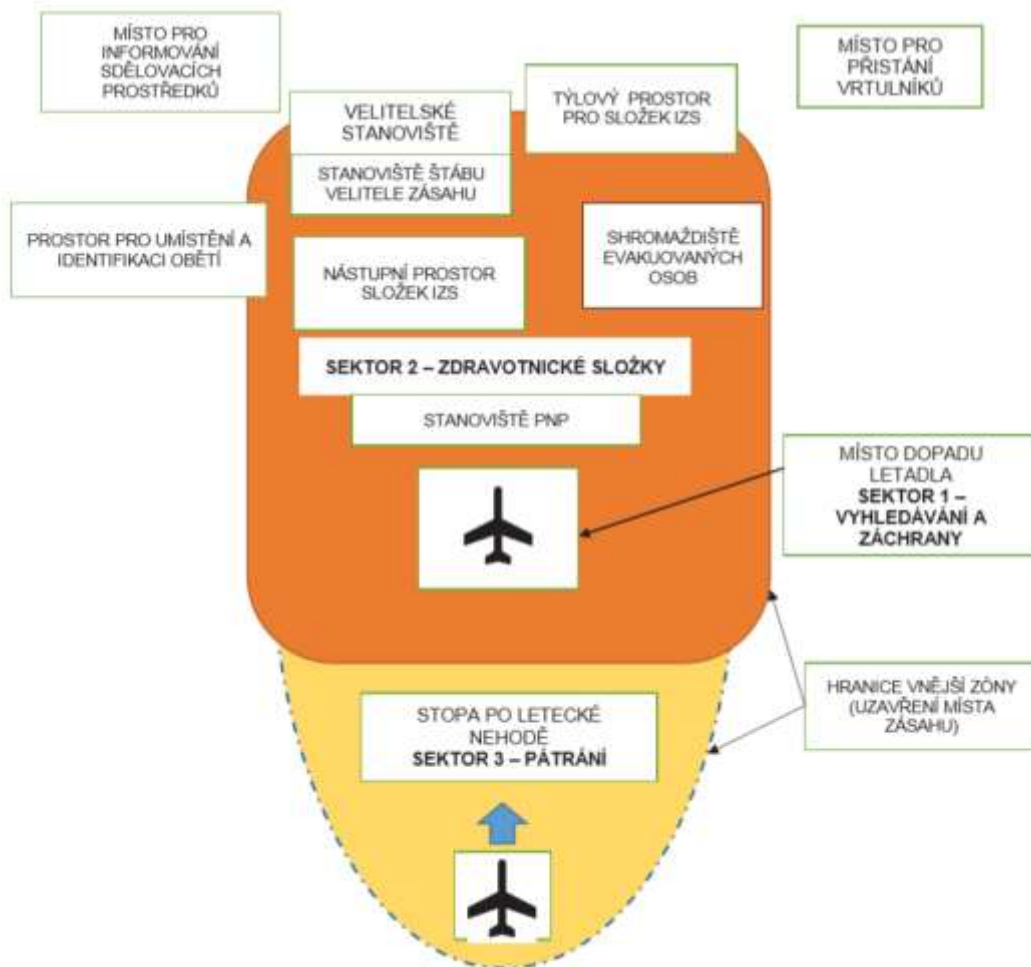 MÍSTO PRO
INFORMOVÁNÍ
SDĚLOVACÍCH
PROSTŘEDKŮ
MÍSTO PRO
PŘISTÁNÍ
VRTULNÍKŮ
VELITELSKÉ
STANOVIŠTĚ
TÝLOVÝ PROSTOR
PRO SLOŽEK IZS
STANOVIŠTĚ ŠTÁBU
VELITELE ZÁSAHU
PROSTOR PRO UMÍSTĚNÍ A
IDENTIFIKACI OBĚTÍ
SHROMAŽDIŠTĚ
EVAKUOVANÝCH
OSOB
NÁSTUPNÍ PROSTOR
SLOŽEK IZS
SEKTOR 2 – ZDRAVOTNICKÉ SLOŽKY
STANOVIŠTĚ PNP
MÍSTO DOPADU
LETADLA
SEKTOR 1 –
VYHLEDÁVÁNÍ A
ZÁCHRANY
HRANICE VNĚJŠÍ ZÓNY
(UZAVŘENÍ MÍSTA
ZÁSAHU)
STOPA PO LETECKÉ
NEHODĚ
SEKTOR 3 – PÁTRÁNÍ